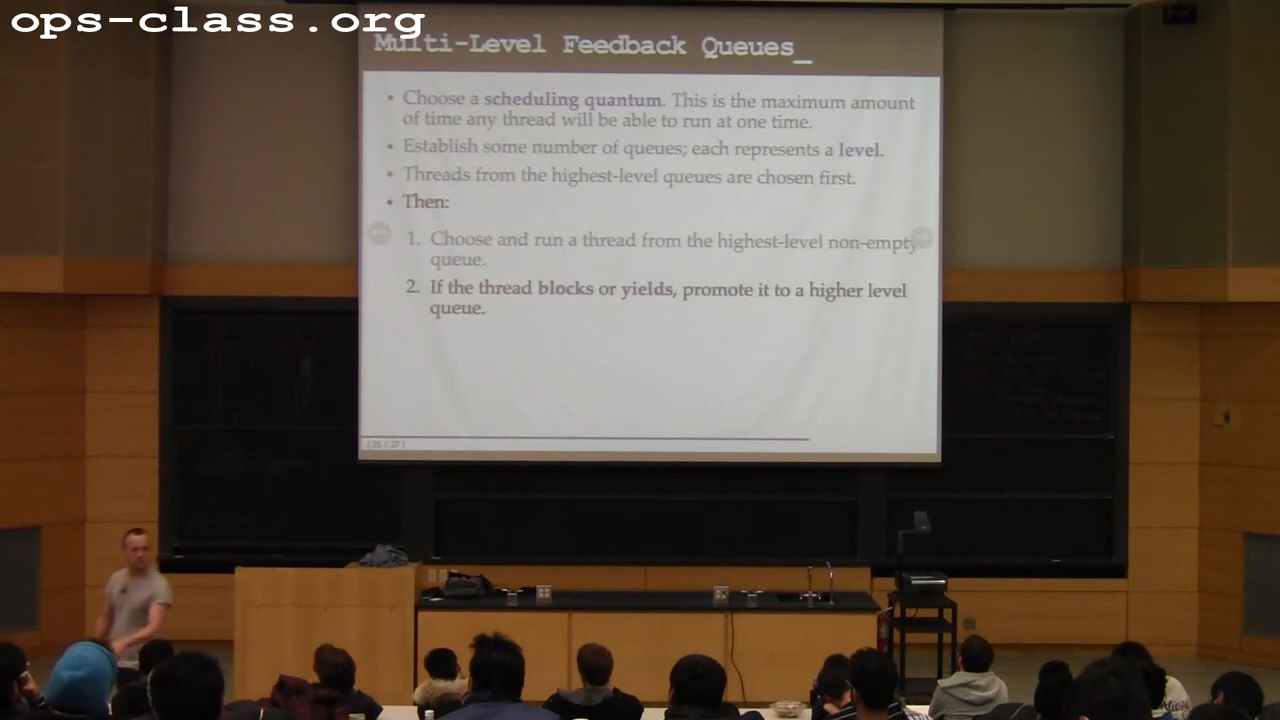 ops-class.org
Multi-Level Feedback Queues_
• Choose a scheduling quantum. This is the maximum amount
of time any thread will be able to run at one time.
• Establish some number of queues; each represents a level.
• Threads from the highest-level queues are chosen first.
• Then:
1. Choose and run a thread from the highest-level non-empty
queue.
2. If the thread blocks or yields, promote it to a higher level
queue.
( 21 / 27 )